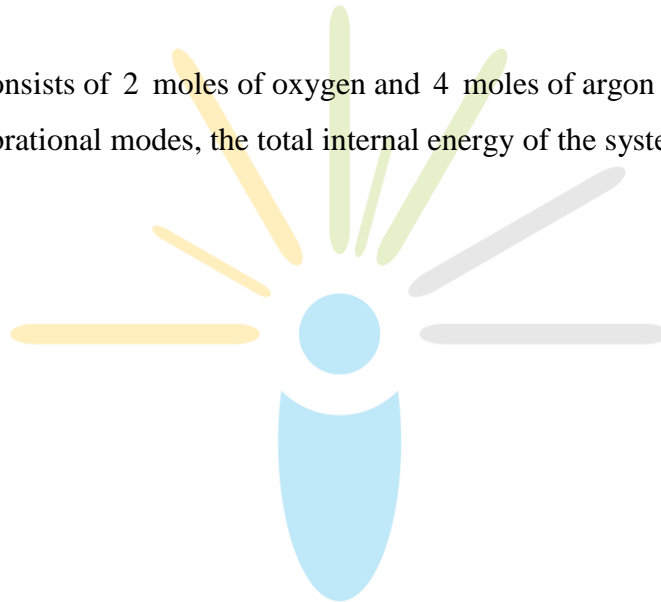 onsists of 2 moles of oxygen and 4 moles of argon
brational modes, the total internal energy of the syste